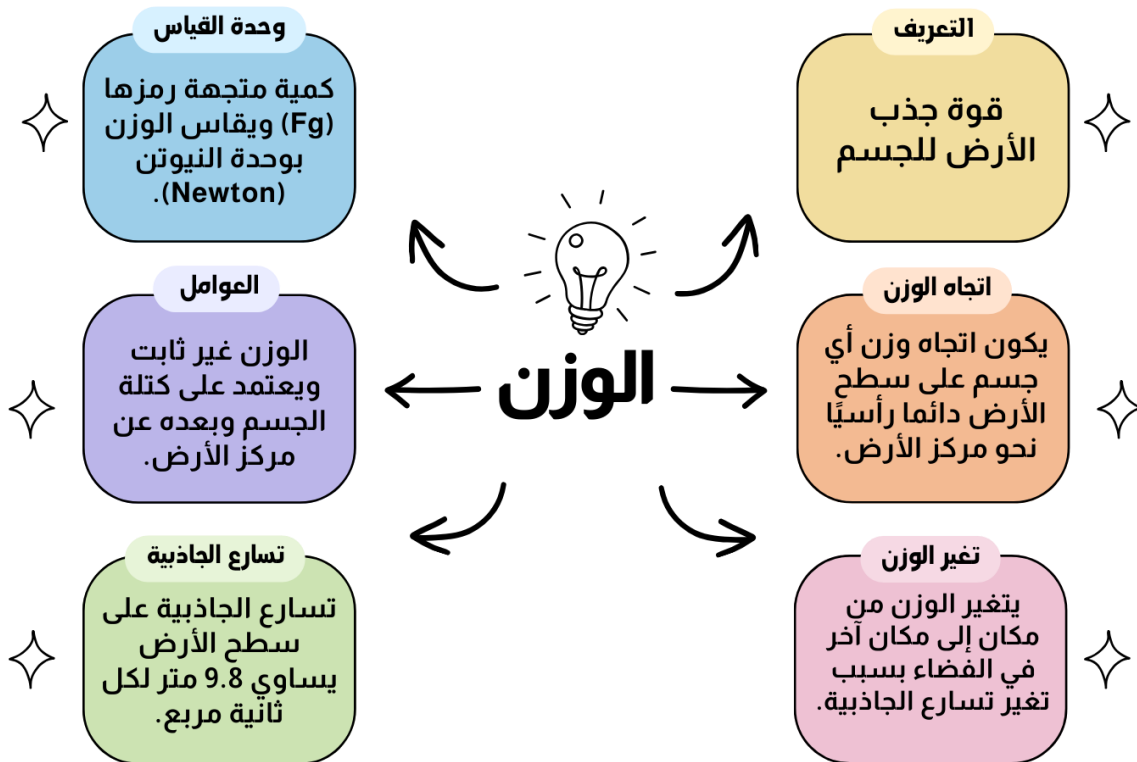 التعريف
قوة جذب
الأرض للجسم
وحدة القياس
كمية متجهة رمزها
(Fg) ويقاس الوزن
بوحدة النيوتن
(Newton).
الوزن
اتجاه الوزن
يكون اتجاه وزن أي
جسم على سطح
الأرض دائما رأسيًا
نحو مركز الأرض.
العوامل
الوزن غير ثابت
ويعتمد على كتلة
الجسم وبعده عن
مركز الأرض.
تغير الوزن
يتغير الوزن من
مكان إلى مكان آخر
في الفضاء بسبب
تغير تسارع الجاذبية.
تسارع الجاذبية
تسارع الجاذبية على
سطح الأرض
يساوي 9.8 متر لكل
ثانية مربع.